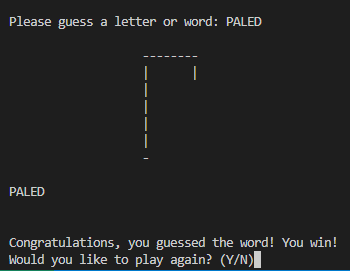 Please guess a letter or word: PALED
--------
|      |
|
|
|
|
-
PALED
Congratulations, you guessed the word! You win!
Would you like to play again? (Y/N)